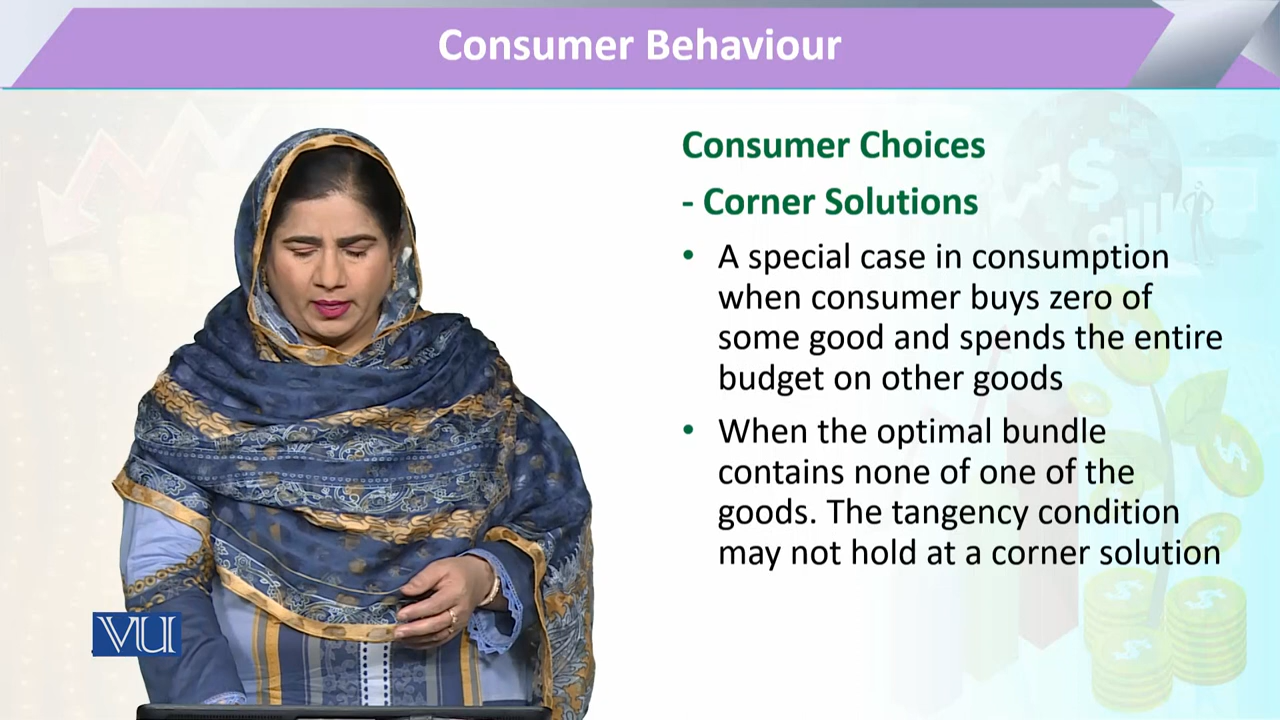 Consumer Behaviour
Consumer Choices
- Corner Solutions
• A special case in consumption
when consumer buys zero of
some good and spends the entire
budget on other goods
• When the optimal bundle
contains none of one of the
goods. The tangency condition
may not hold at a corner solution
VU